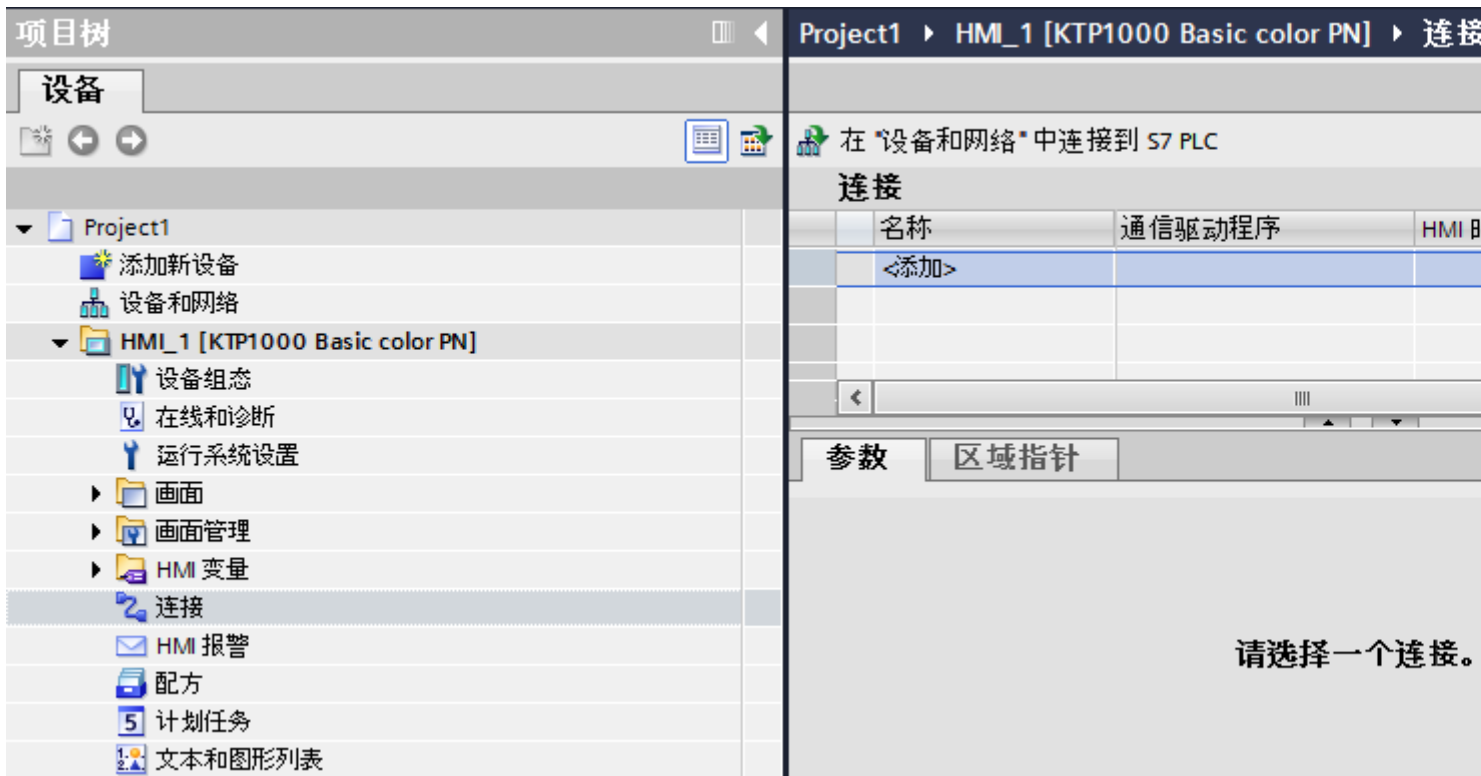 项目树
设备
Project1
添加新设备
设备和网络
HMI_1 [KTP1000 Basic color PN]
设备组态
在线和诊断
运行系统设置
画面
画面管理
HMI 变量
连接
HMI 报警
配方
计划任务
文本和图形列表
Project1 HMI_1 [KTP1000 Basic color PN] 连接
在 "设备和网络" 中连接到 S7 PLC
连接
名称 通信驱动程序 HMI
<添加>
参数 区域指针
请选择一个连接。